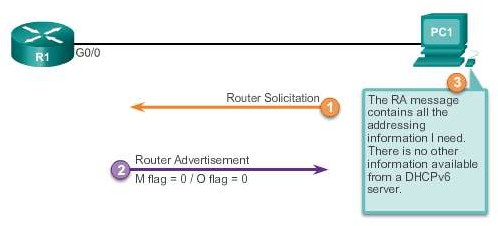 R1
G0/0
PC1
Router Solicitation
1
2
Router Advertisement
M flag = 0 / O flag = 0
3
The RA message
contains all the
addressing
information I need.
There is no other
information available
from a DHCPv6
server.